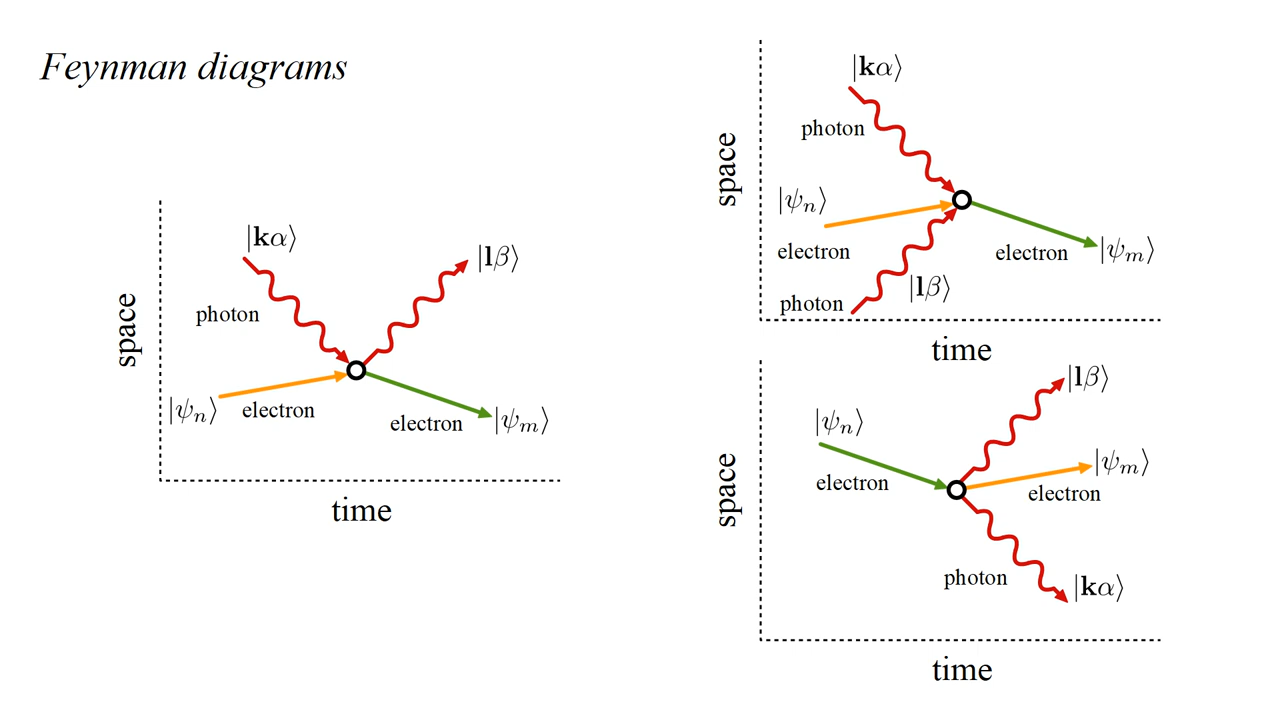 Feynman diagrams
|kα⟩
|lβ⟩
photon
space
|ψn⟩
electron
electron
|ψm⟩
time
|kα⟩
photon
space
|ψn⟩
electron
electron
|ψm⟩
|lβ⟩
photon
time
|lβ⟩
|ψn⟩
|ψm⟩
electron
electron
space
photon
|kα⟩
time